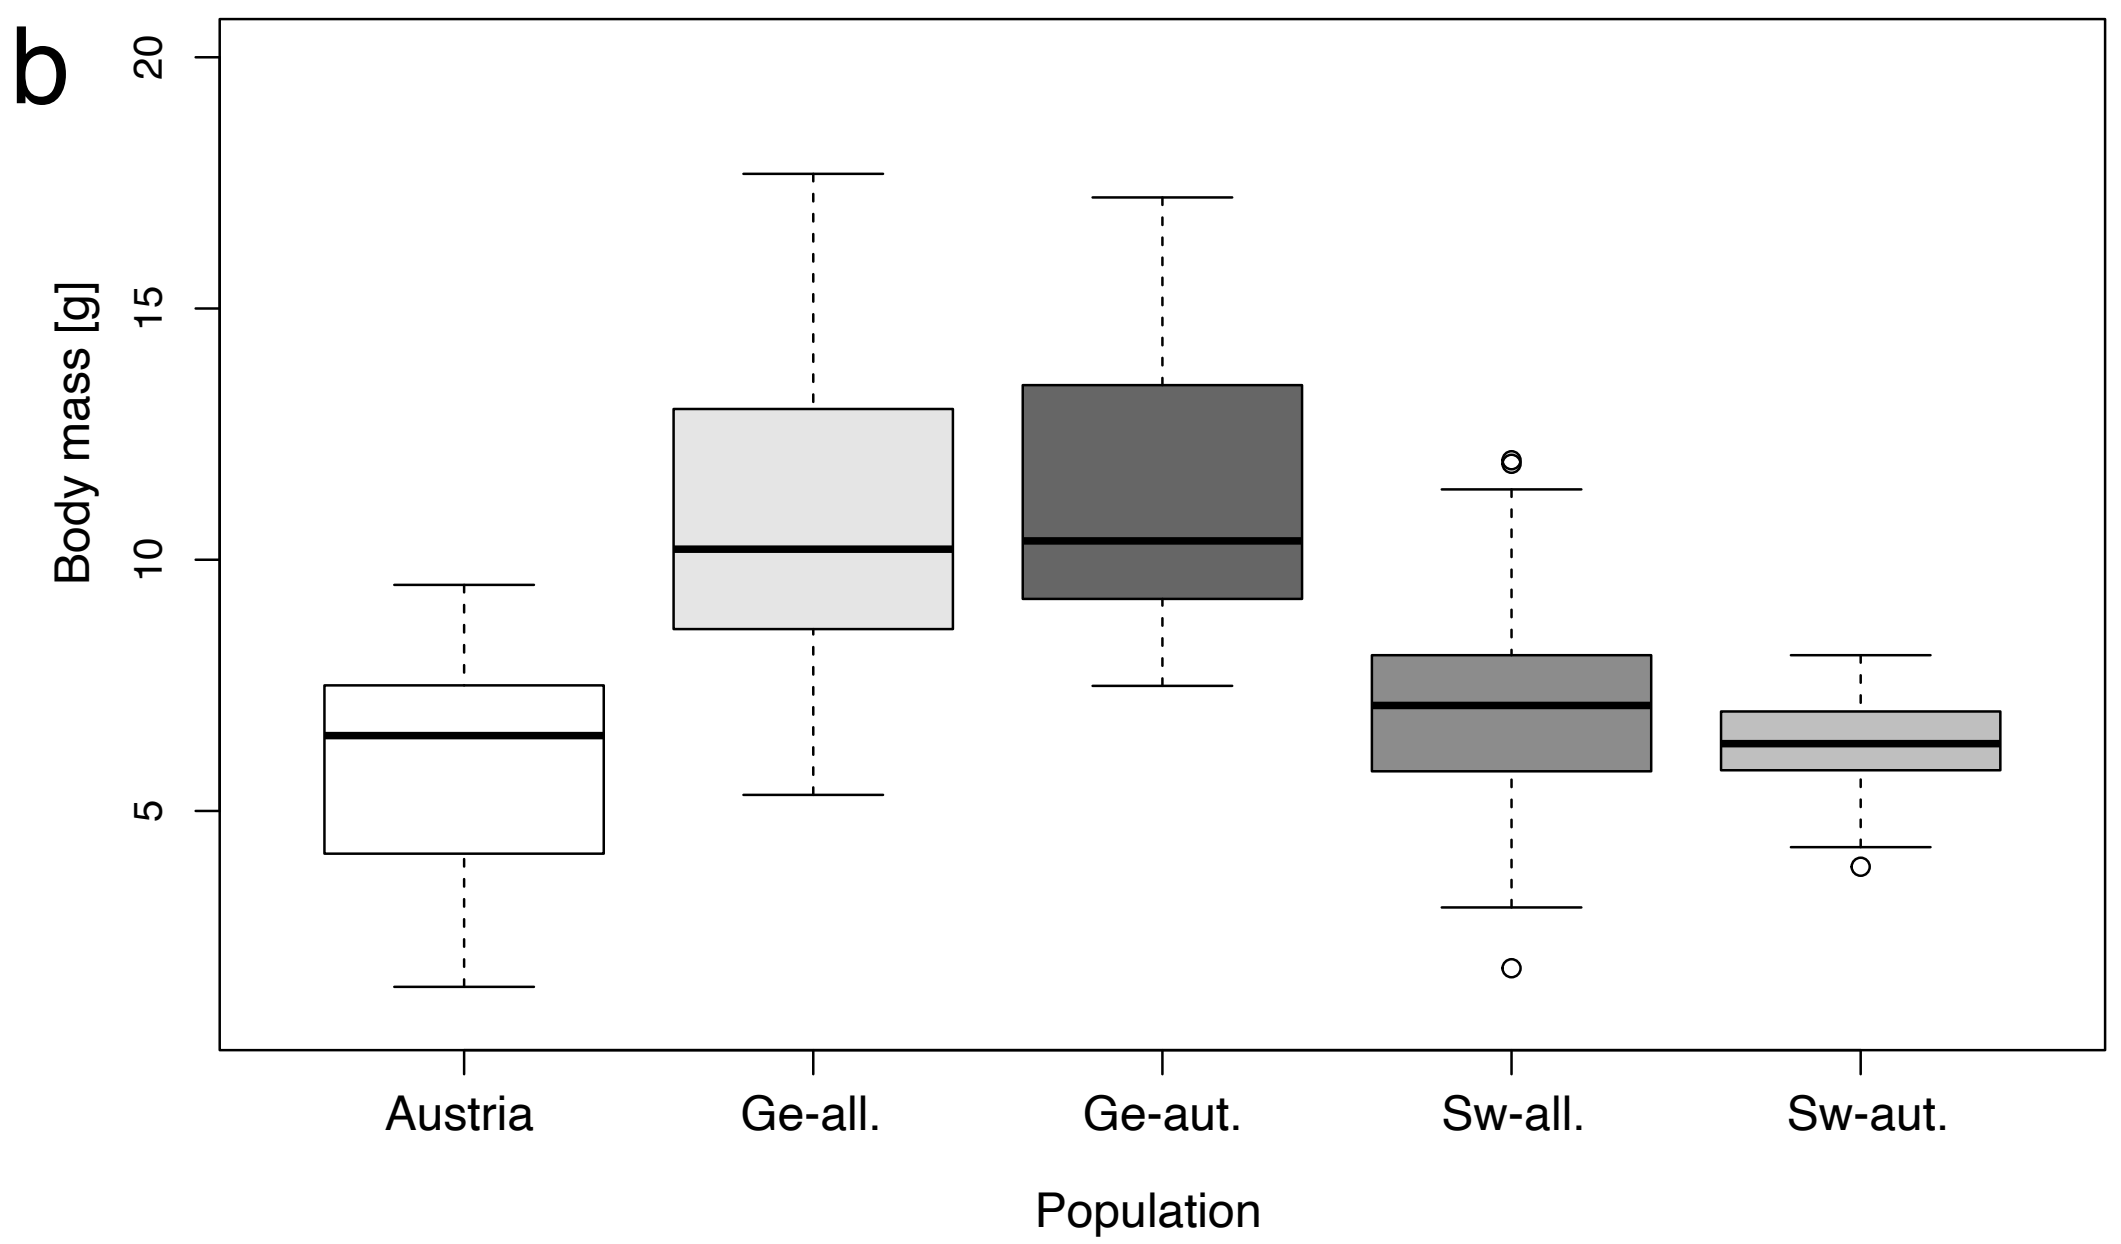 b
Body mass [g]
20
15
10
5
Austria Ge-all. Ge-aut. Sw-all. Sw-aut.
Population